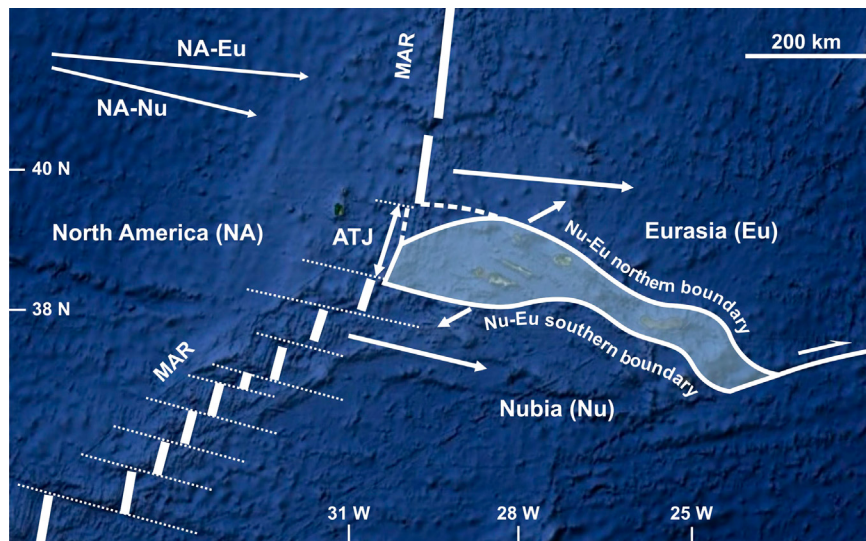 NA-Eu
NA-Nu
MAR
200 km
40 N
North America (NA)
ATJ
Eurasia (Eu)
Nu-Eu northern boundary
38 N
Nu-Eu southern boundary
MAR
Nubia (Nu)
31 W
28 W
25 W